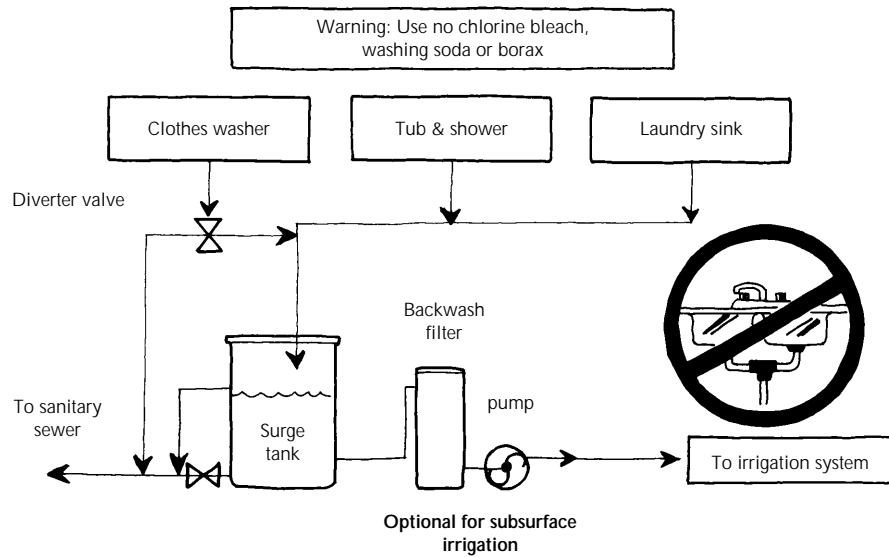 Warning: Use no chlorine bleach,
washing soda or borax
Clothes washer
Tub & shower
Laundry sink
Diverter valve
Backwash
filter
To sanitary
sewer
Surge
tank
pump
To irrigation system
Optional for subsurface
irrigation